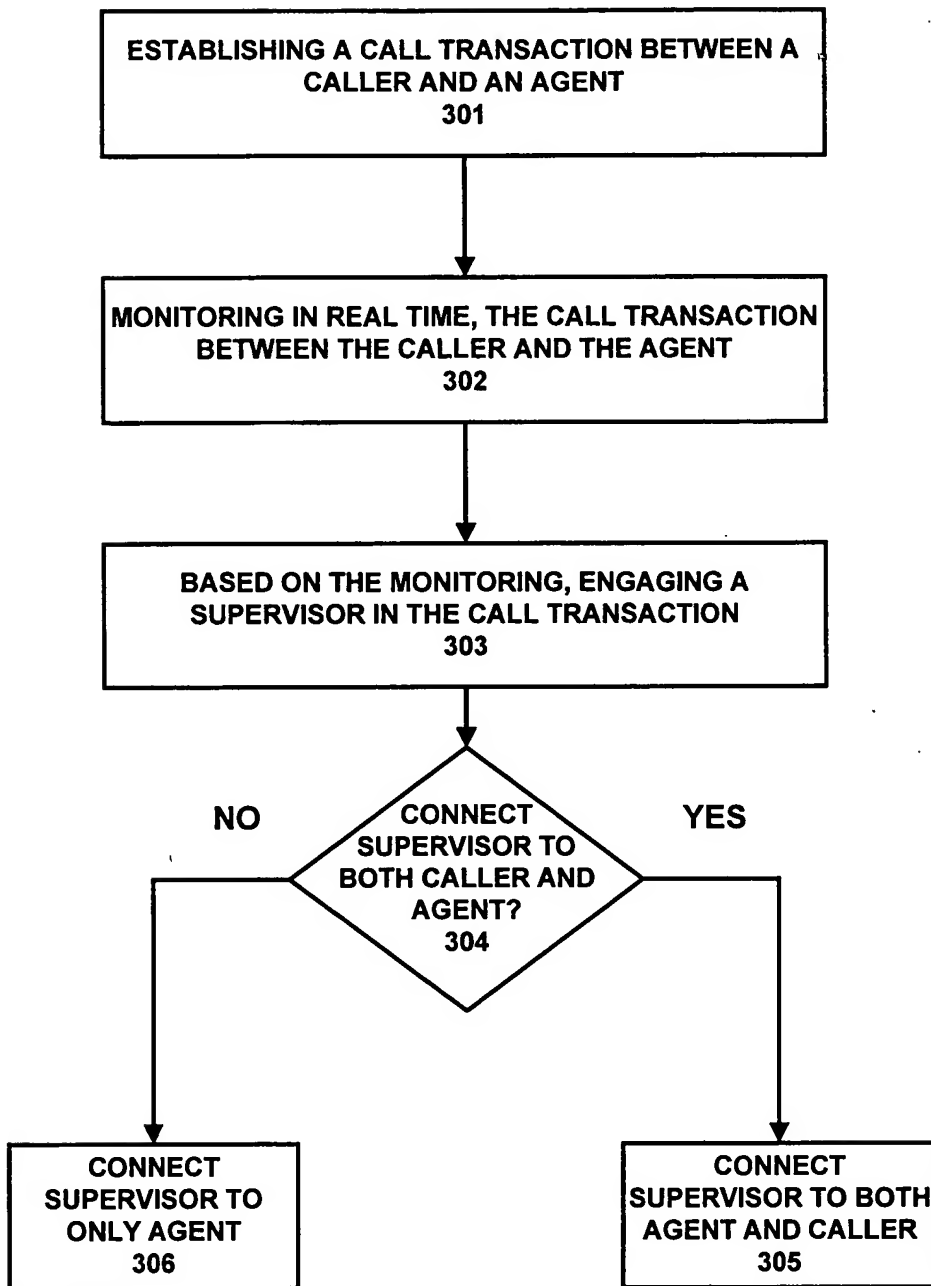 ESTABLISHING A CALL TRANSACTION BETWEEN A
CALLER AND AN AGENT
301
MONITORING IN REAL TIME, THE CALL TRANSACTION
BETWEEN THE CALLER AND THE AGENT
302
BASED ON THE MONITORING, ENGAGING A
SUPERVISOR IN THE CALL TRANSACTION
303
NO
YES
CONNECT
SUPERVISOR TO
BOTH CALLER AND
AGENT?
304
CONNECT
SUPERVISOR TO
ONLY AGENT
306
CONNECT
SUPERVISOR TO BOTH
AGENT AND CALLER
305